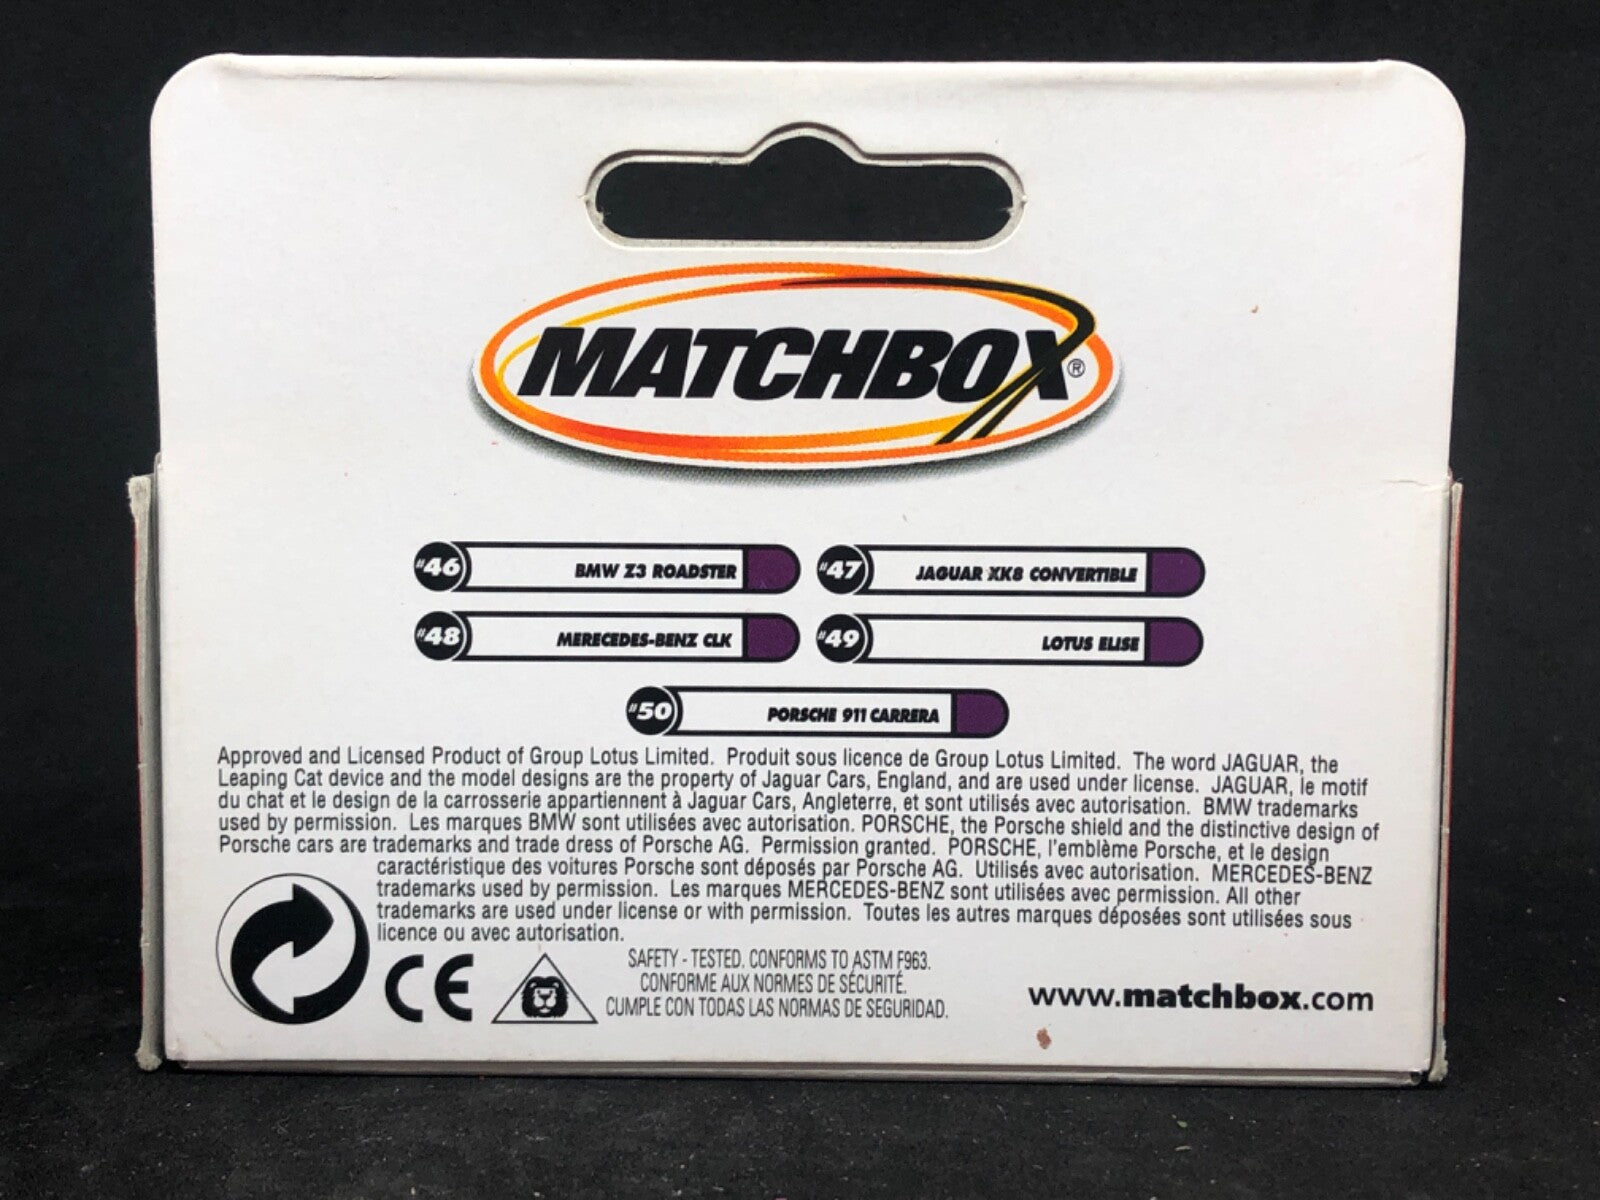 MATCHBOX®
#46 BMW Z3 ROADSTER
#47 JAGUAR XK8 CONVERTIBLE
#48 MERECEDES-BENZ CLK
#49 LOTUS ELISE
#50 PORSCHE 911 CARRERA
Approved and Licensed Product of Group Lotus Limited. Produit sous licence de Group Lotus Limited. The word JAGUAR, the
Leaping Cat device and the model designs are the property of Jaguar Cars, England, and are used under license. JAGUAR, le motif
du chat et le design de la carrosserie appartiennent à Jaguar Cars, Angleterre, et sont utilisés avec autorisation. BMW trademarks
used by permission. Les marques BMW sont utilisées avec autorisation. PORSCHE, the Porsche shield and the distinctive design of
Porsche cars are trademarks and trade dress of Porsche AG. Permission granted. PORSCHE, l'emblème Porsche, et le design
caractéristique des voitures Porsche sont déposés par Porsche AG. Utilisés avec autorisation. MERCEDES-BENZ
trademarks used by permission. Les marques MERCEDES-BENZ sont utilisées avec permission. All other
trademarks are used under license or with permission. Toutes les autres marques déposées sont utilisées sous
licence ou avec autorisation.
CE
SAFETY - TESTED. CONFORMS TO ASTM F963.
CONFORME AUX NORMES DE SÉCURITÉ.
CUMPLE CON TODAS LAS NORMAS DE SEGURIDAD.
www.matchbox.com